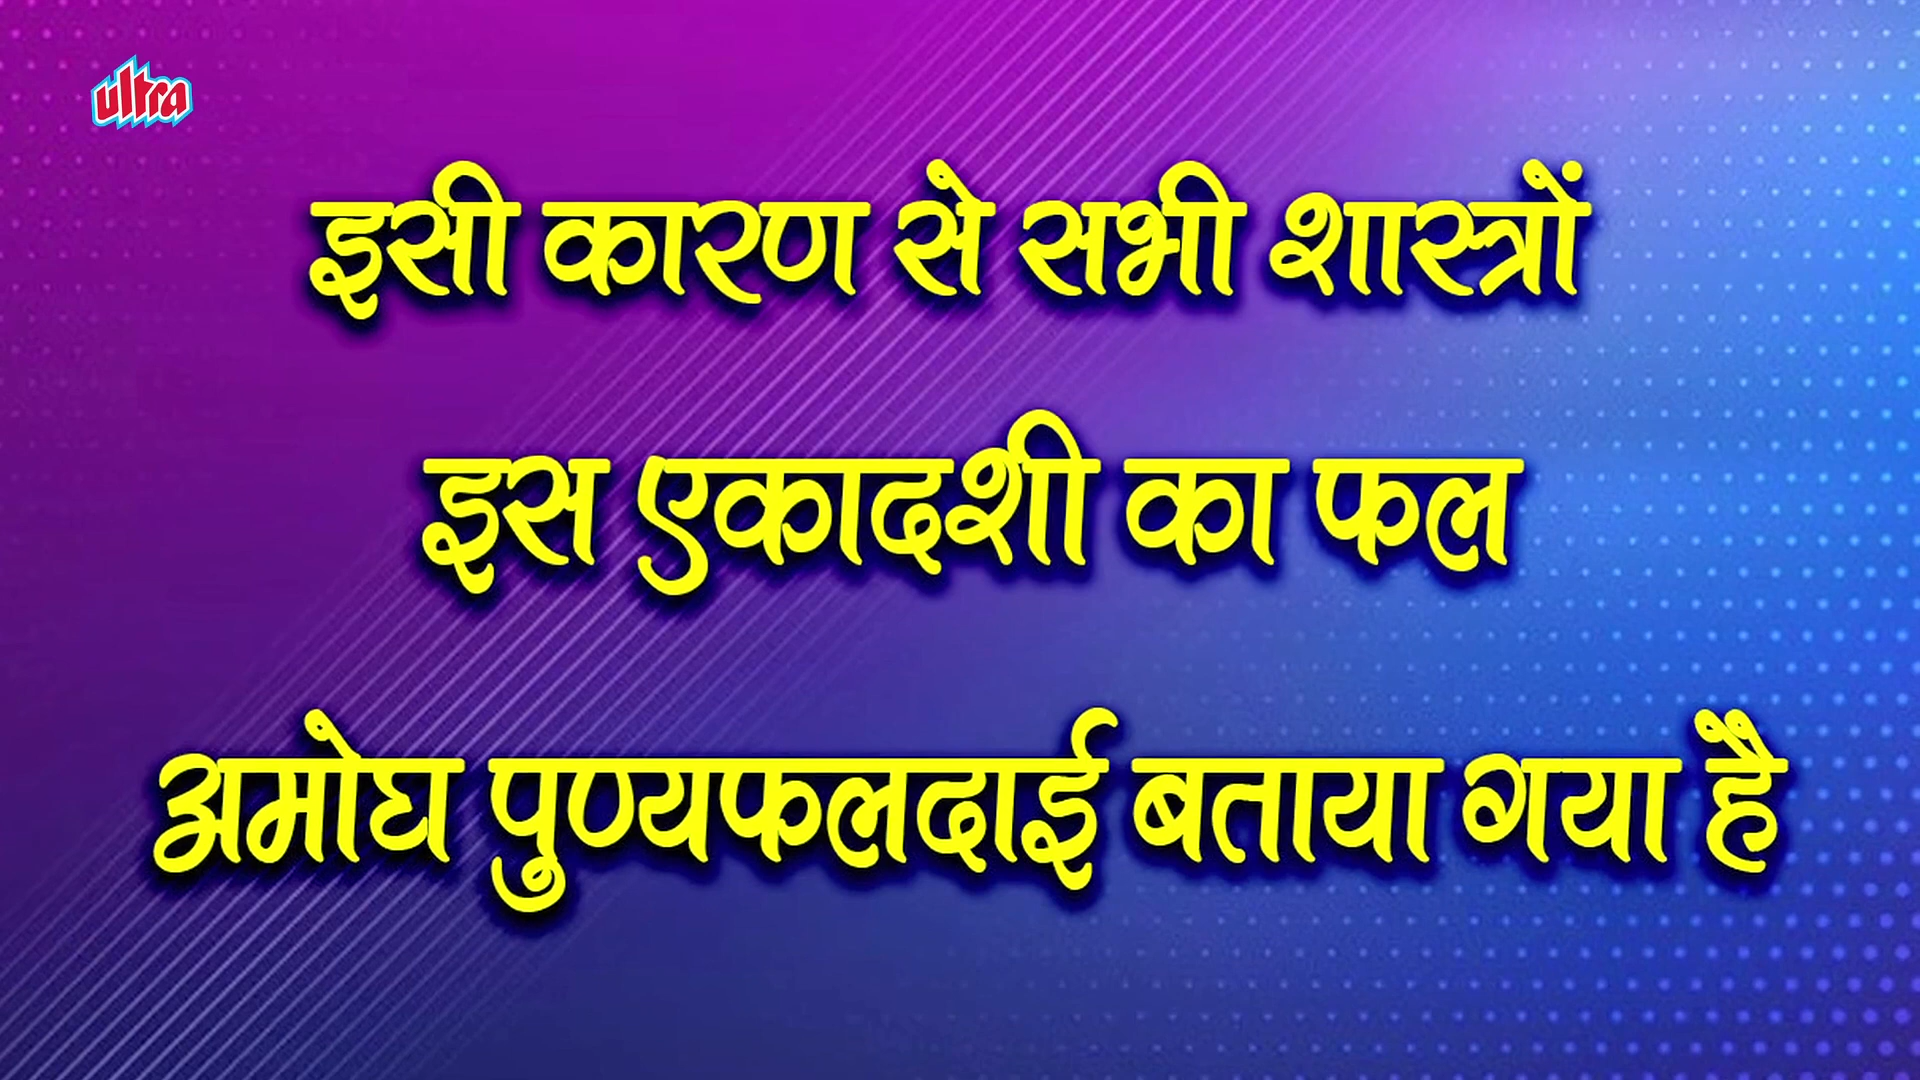 ultra
इसी कारण से सभी शास्त्रों
इस एकादशी का फल
अमोघ पुण्यफलदाई बताया गया है